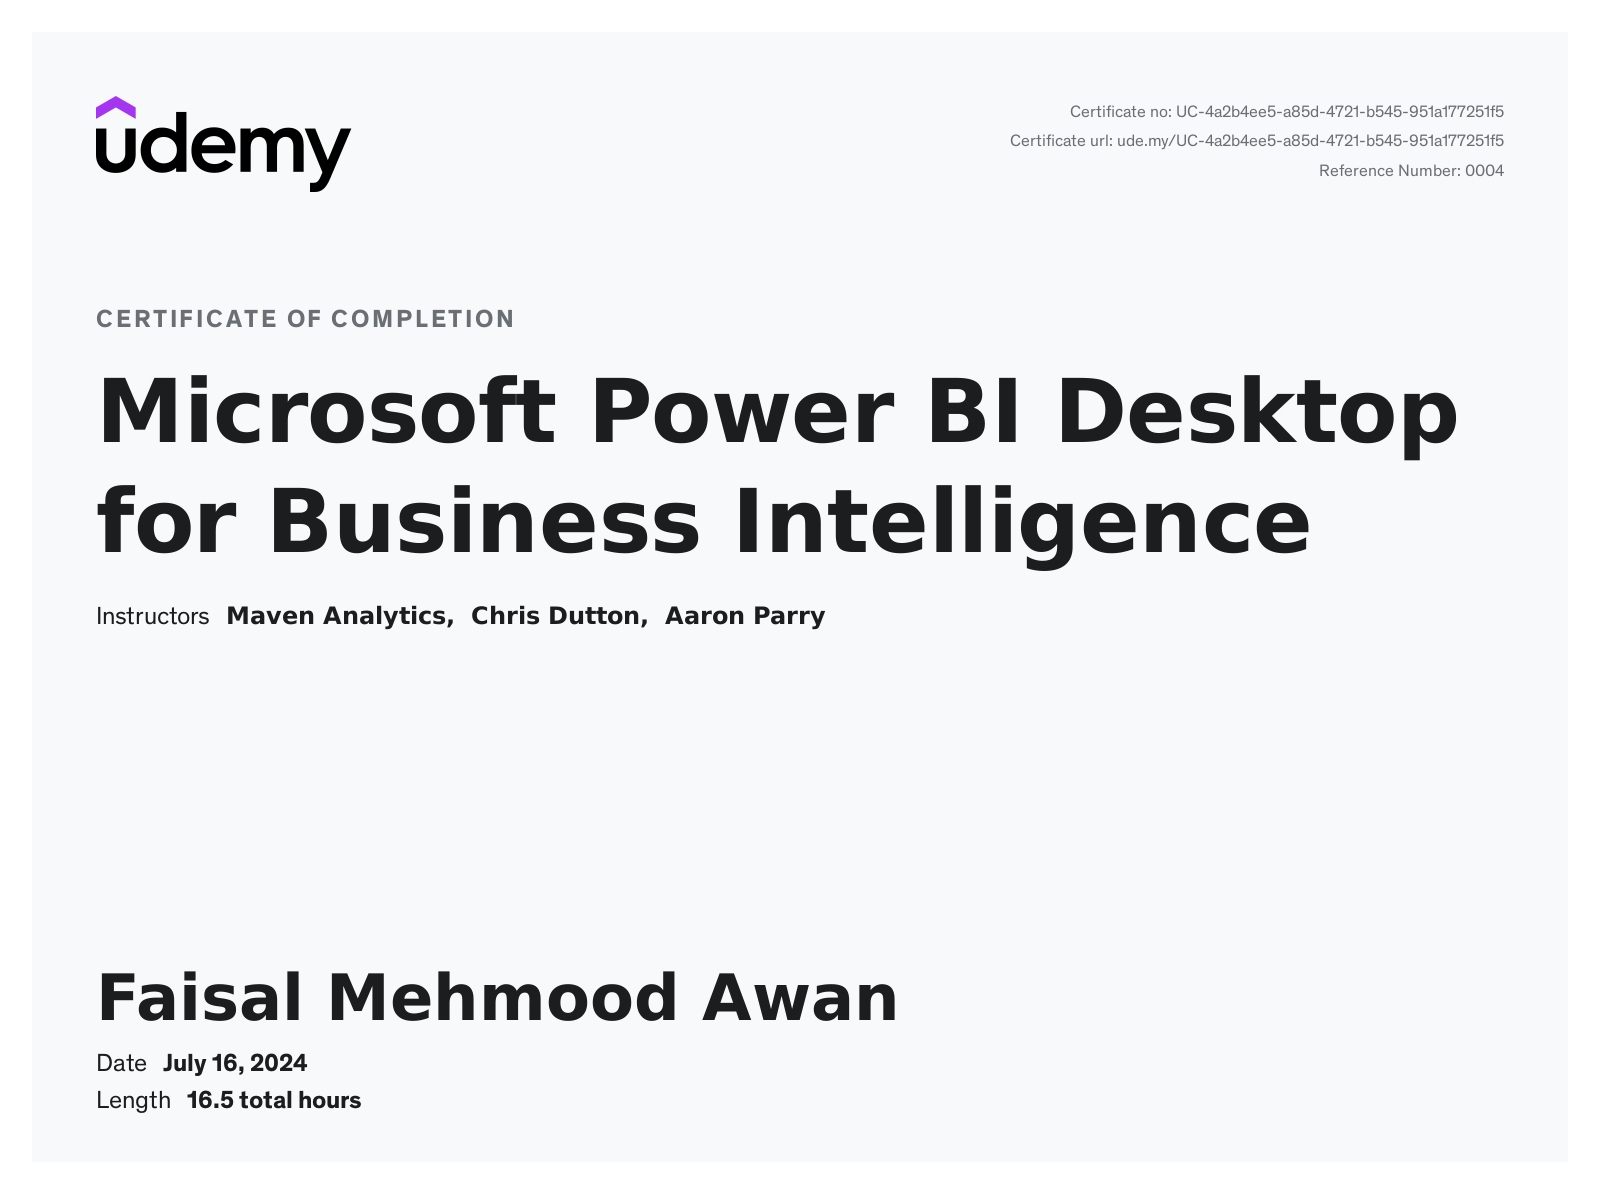 udemy
Certificate no: UC-4a2b4ee5-a85d-4721-b545-951a177251f5
Certificate url: ude.my/UC-4a2b4ee5-a85d-4721-b545-951a177251f5
Reference Number: 0004
CERTIFICATE OF COMPLETION
Microsoft Power BI Desktop
for Business Intelligence
Instructors Maven Analytics, Chris Dutton, Aaron Parry
Faisal Mehmood Awan
Date July 16, 2024
Length 16.5 total hours